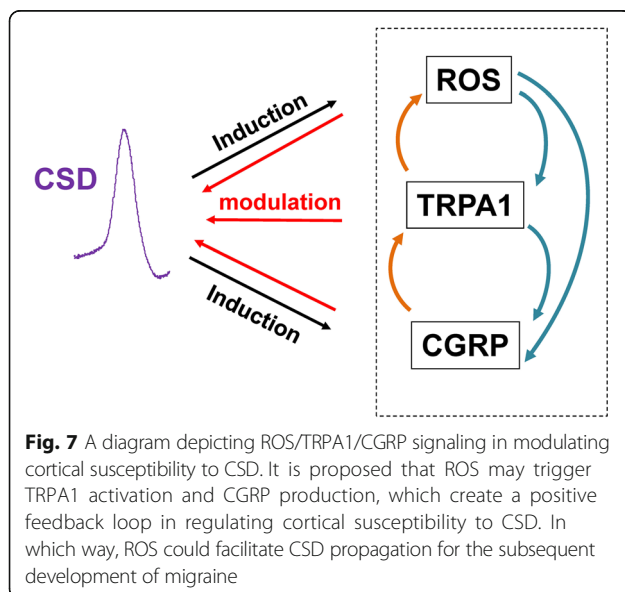 ROS
Induction
CSD
modulation
TRPA1
Induction
CGRP
Fig. 7 A diagram depicting ROS/TRPA1/CGRP signaling in modulating
cortical susceptibility to CSD. It is proposed that ROS may trigger
TRPA1 activation and CGRP production, which create a positive
feedback loop in regulating cortical susceptibility to CSD. In
which way, ROS could facilitate CSD propagation for the subsequent
development of migraine